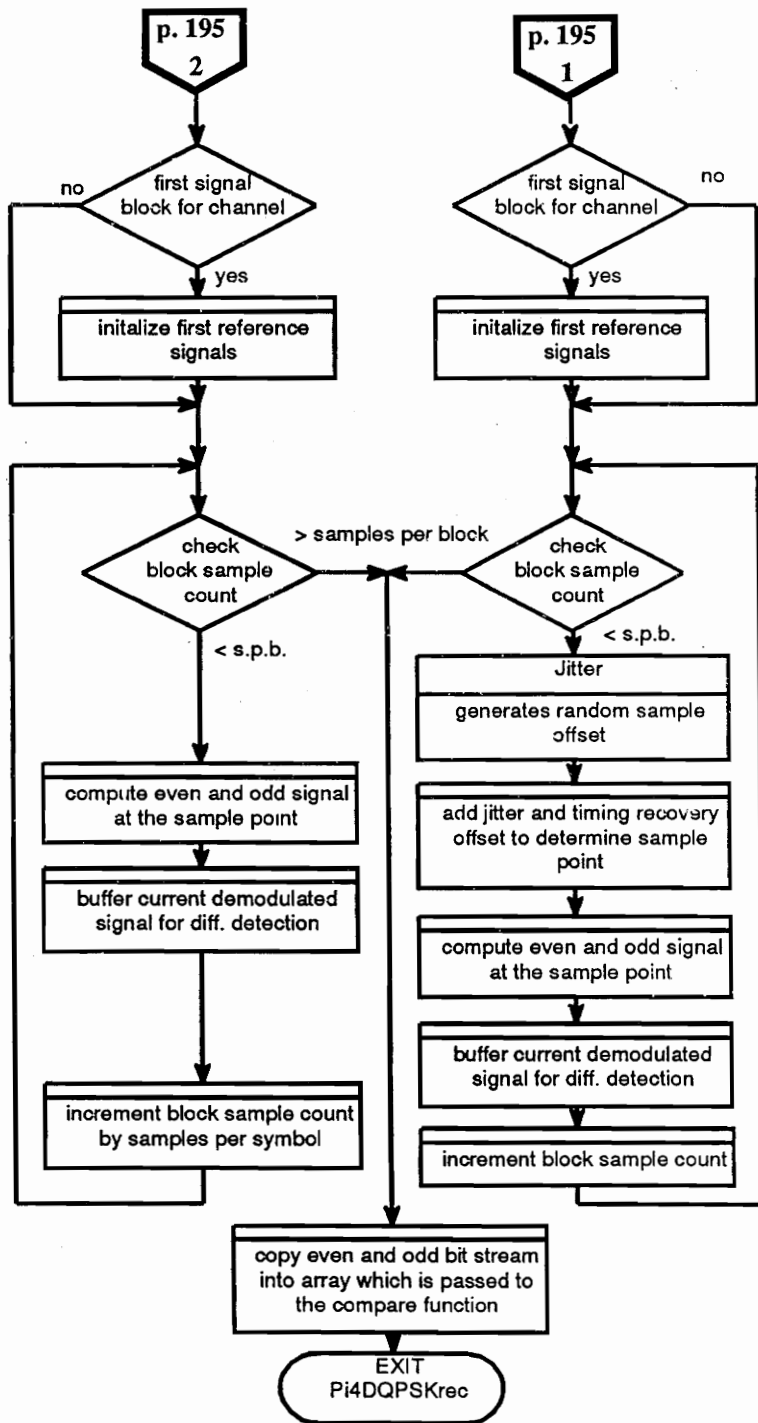 p. 195
2
p. 195
1
no
first signal
block for channel
yes
initalize first reference
signals
first signal
block for channel
no
yes
initalize first reference
signals
check
block sample
count
> samples per block
< s.p.b.
check
block sample
count
< s.p.b.
compute even and odd signal
at the sample point
buffer current demodulated
signal for diff. detection
increment block sample count
by samples per symbol
Jitter
generates random sample
offset
add jitter and timing recovery
offset to determine sample
point
compute even and odd signal
at the sample point
buffer current demodulated
signal for diff. detection
increment block sample count
copy even and odd bit stream
into array which is passed to
the compare function
EXIT
Pi4DQPSKrec